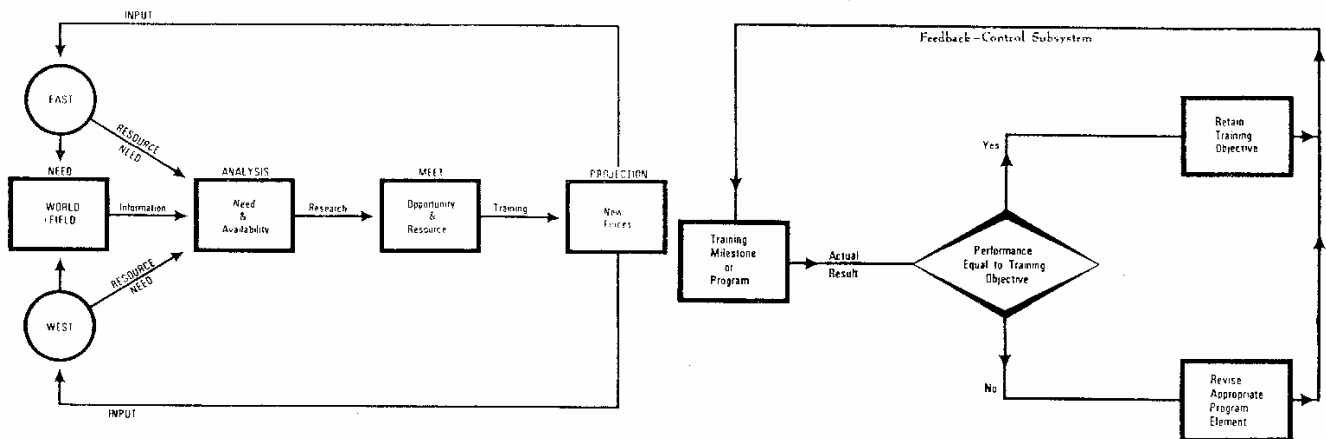 INPUT
EAST
RESOURCE
NEED
NEED
WORLD
FIELD
Information
ANALYSIS
Need
&
Availability
Research
MEET
Opportunity
&
Resource
Training
PROJECTION
New
RESOURCE
NEED
WEST
INPUT
Feedback-Control Subsystem
Training
Milestone
or
Program
Actual
Result
Performance
Equal to Training
Objective
Yes
Retain
Training
Objective
No
Revise
Appropriate
Program
Element